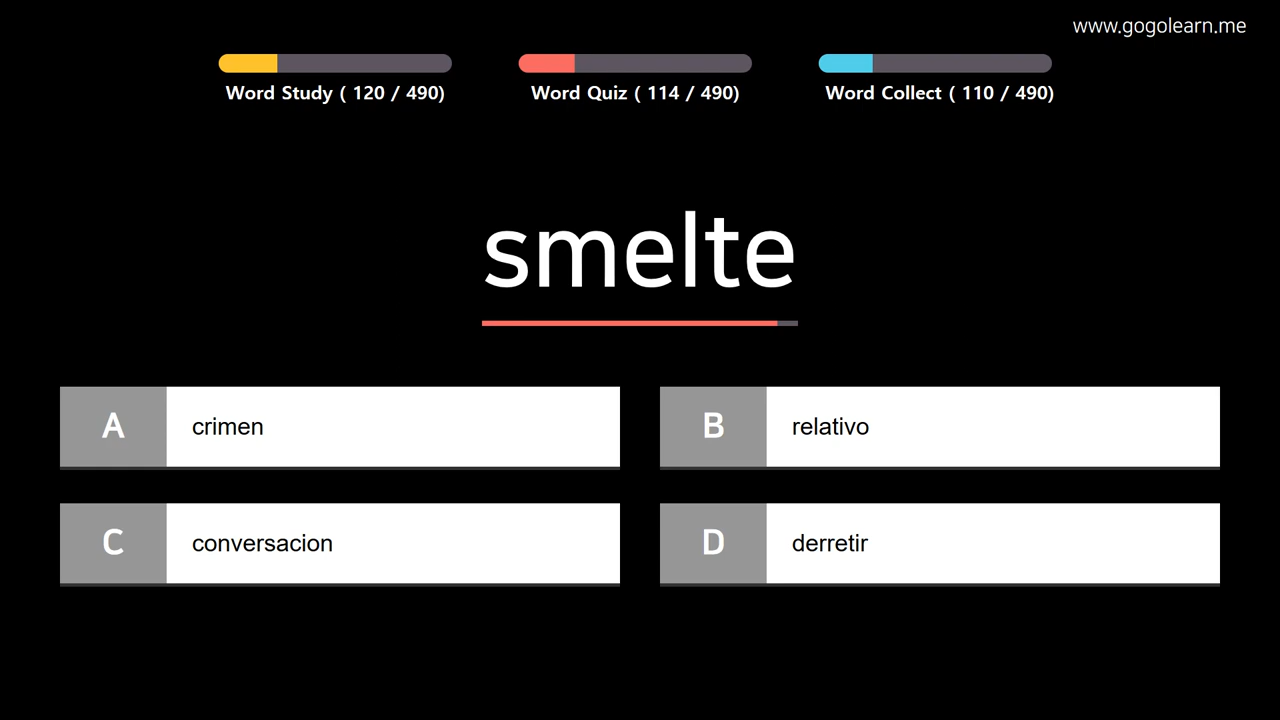 www.gogolearn.me
Word Study ( 120 / 490)
Word Quiz ( 114 / 490)
Word Collect ( 110 / 490)
smelte
A crimen
B relativo
C conversacion
D derretir